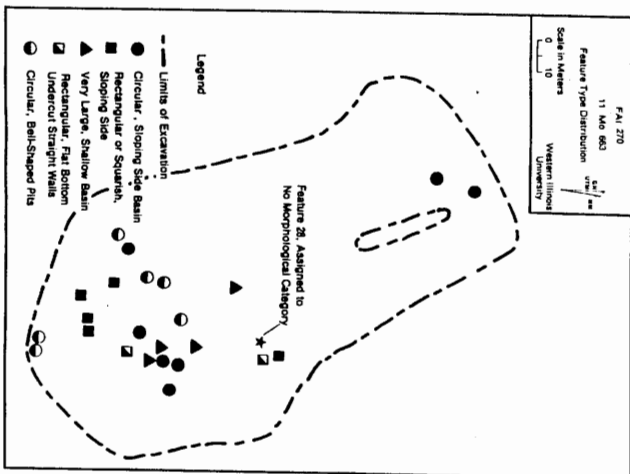 FAI 270
11 Mo 663
Feature Type Distribution
Scale in Meters
0 10
Western Illinois
University
Feature 28, Assigned to
No Morphological Category
Legend
Limits of Excavation
Circular, Sloping Side Basin
Rectangular or Squarish,
Sloping Side
Very Large, Shallow Basin
Rectangular, Flat Bottom
Undercut Straight Walls
Circular, Bell-Shaped Pits